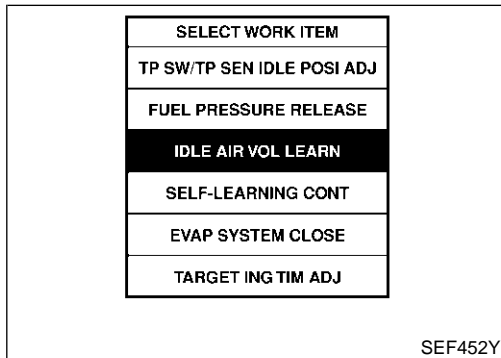 SELECT WORK ITEM
TP SW/TP SEN IDLE POSI ADJ
FUEL PRESSURE RELEASE
IDLE AIR VOL LEARN
SELF-LEARNING CONT
EVAP SYSTEM CLOSE
TARGET ING TIM ADJ
SEF452Y